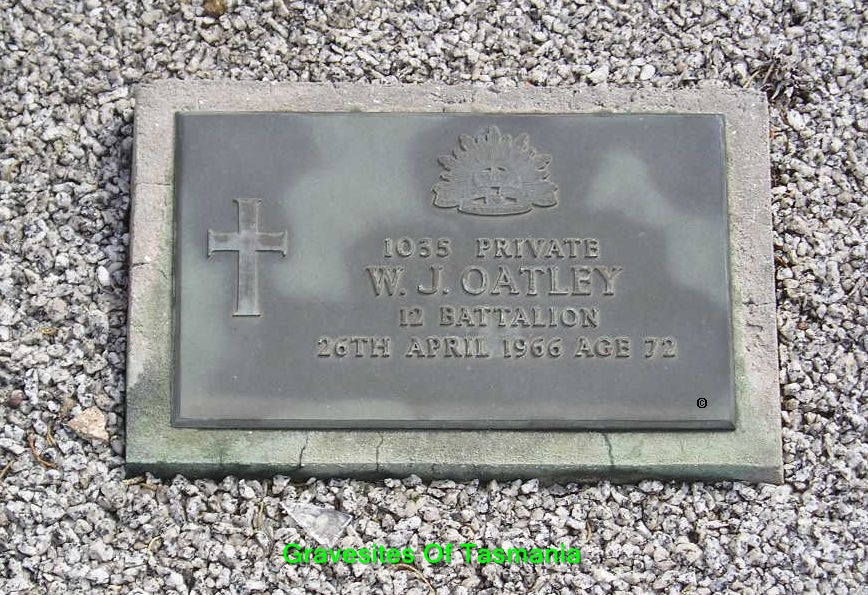 1035 PRIVATE
W. J. OATLEY
12 BATTALION
26TH APRIL 1966 AGE 72
©
Gravesites Of Tasmania